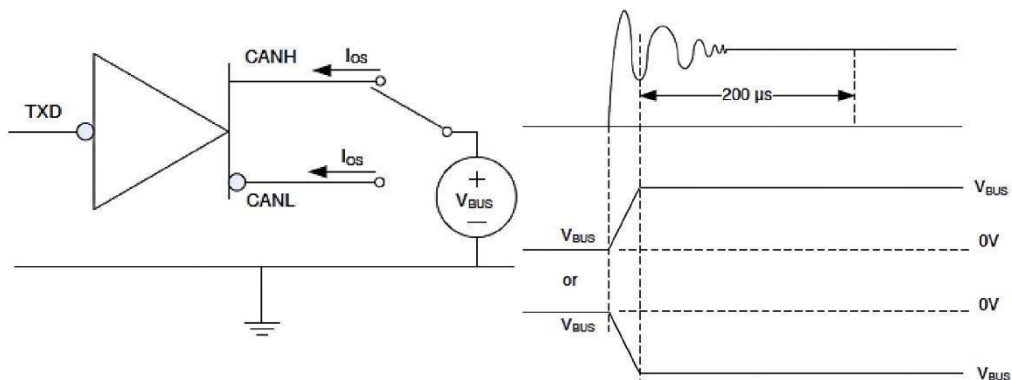 CANH
IOS
TXD
IOS
CANL
+
VBUS
—
200 µs
VBUS
VBUS
0V
or
0V
VBUS
VBUS